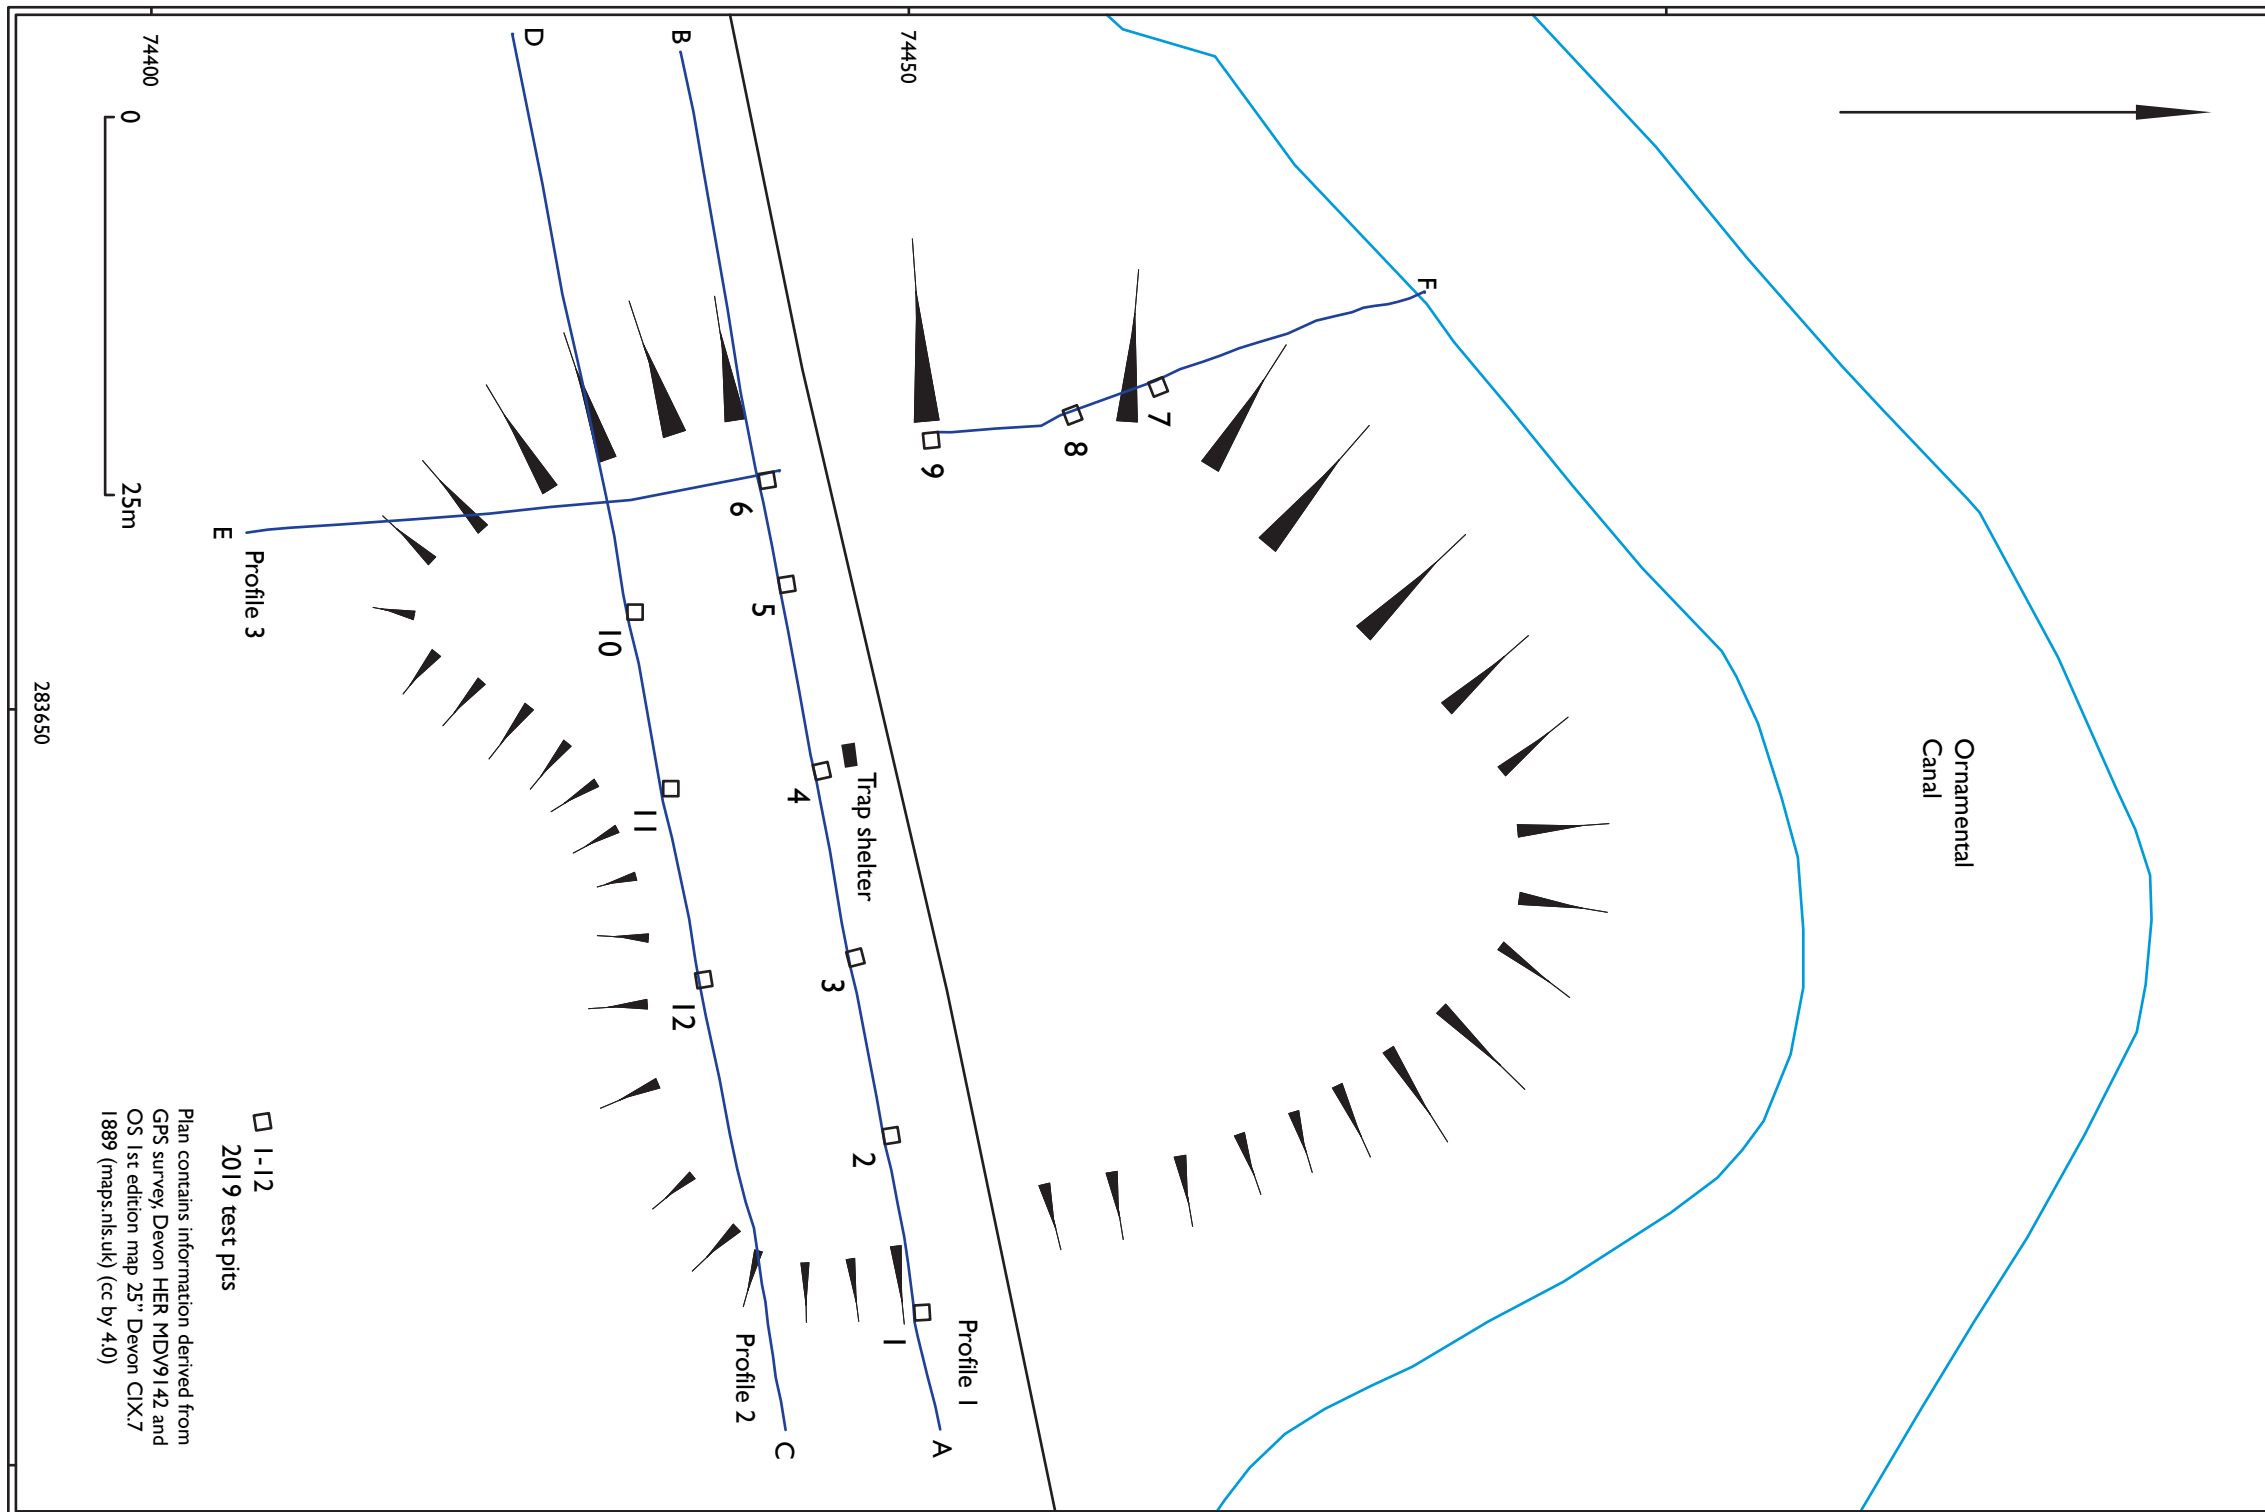 74400
74450
283650
0
25m
D
B
F
E
Profile 3
Ornamental
Canal
Trap shelter
9
8
7
6
5
4
3
2
1
10
11
12
Profile 1
Profile 2
A
C
1-12
2019 test pits
Plan contains information derived from
GPS survey, Devon HER MDV9142 and
OS 1st edition map 25" Devon CIX.7
1889 (maps.nls.uk) (cc by 4.0)